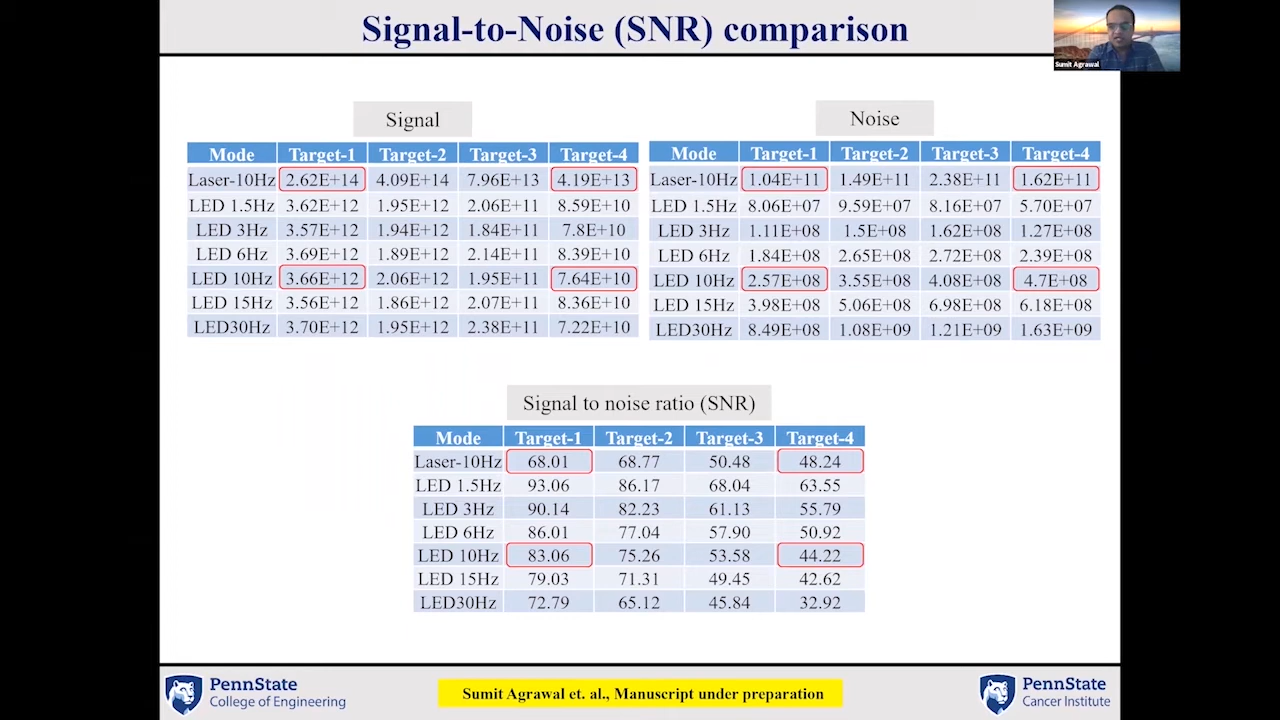 Signal-to-Noise (SNR) comparison
Sumit Agrawal
Signal
Mode Target-1 Target-2 Target-3 Target-4
Laser-10Hz 2.62E+14 4.09E+14 7.96E+13 4.19E+13
LED 1.5Hz 3.62E+12 1.95E+12 2.06E+11 8.59E+10
LED 3Hz 3.57E+12 1.94E+12 1.84E+11 7.8E+10
LED 6Hz 3.69E+12 1.89E+12 2.14E+11 8.39E+10
LED 10Hz 3.66E+12 2.06E+12 1.95E+11 7.64E+10
LED 15Hz 3.56E+12 1.86E+12 2.07E+11 8.36E+10
LED30Hz 3.70E+12 1.95E+12 2.38E+11 7.22E+10
Noise
Mode Target-1 Target-2 Target-3 Target-4
Laser-10Hz 1.04E+11 1.49E+11 2.38E+11 1.62E+11
LED 1.5Hz 8.06E+07 9.59E+07 8.16E+07 5.70E+07
LED 3Hz 1.11E+08 1.5E+08 1.62E+08 1.27E+08
LED 6Hz 1.84E+08 2.65E+08 2.72E+08 2.39E+08
LED 10Hz 2.57E+08 3.55E+08 4.08E+08 4.7E+08
LED 15Hz 3.98E+08 5.06E+08 6.98E+08 6.18E+08
LED30Hz 8.49E+08 1.08E+09 1.21E+09 1.63E+09
Signal to noise ratio (SNR)
Mode Target-1 Target-2 Target-3 Target-4
Laser-10Hz 68.01 68.77 50.48 48.24
LED 1.5Hz 93.06 86.17 68.04 63.55
LED 3Hz 90.14 82.23 61.13 55.79
LED 6Hz 86.01 77.04 57.90 50.92
LED 10Hz 83.06 75.26 53.58 44.22
LED 15Hz 79.03 71.31 49.45 42.62
LED30Hz 72.79 65.12 45.84 32.92
PennState
College of Engineering
Sumit Agrawal et. al., Manuscript under preparation
PennState
Cancer Institute